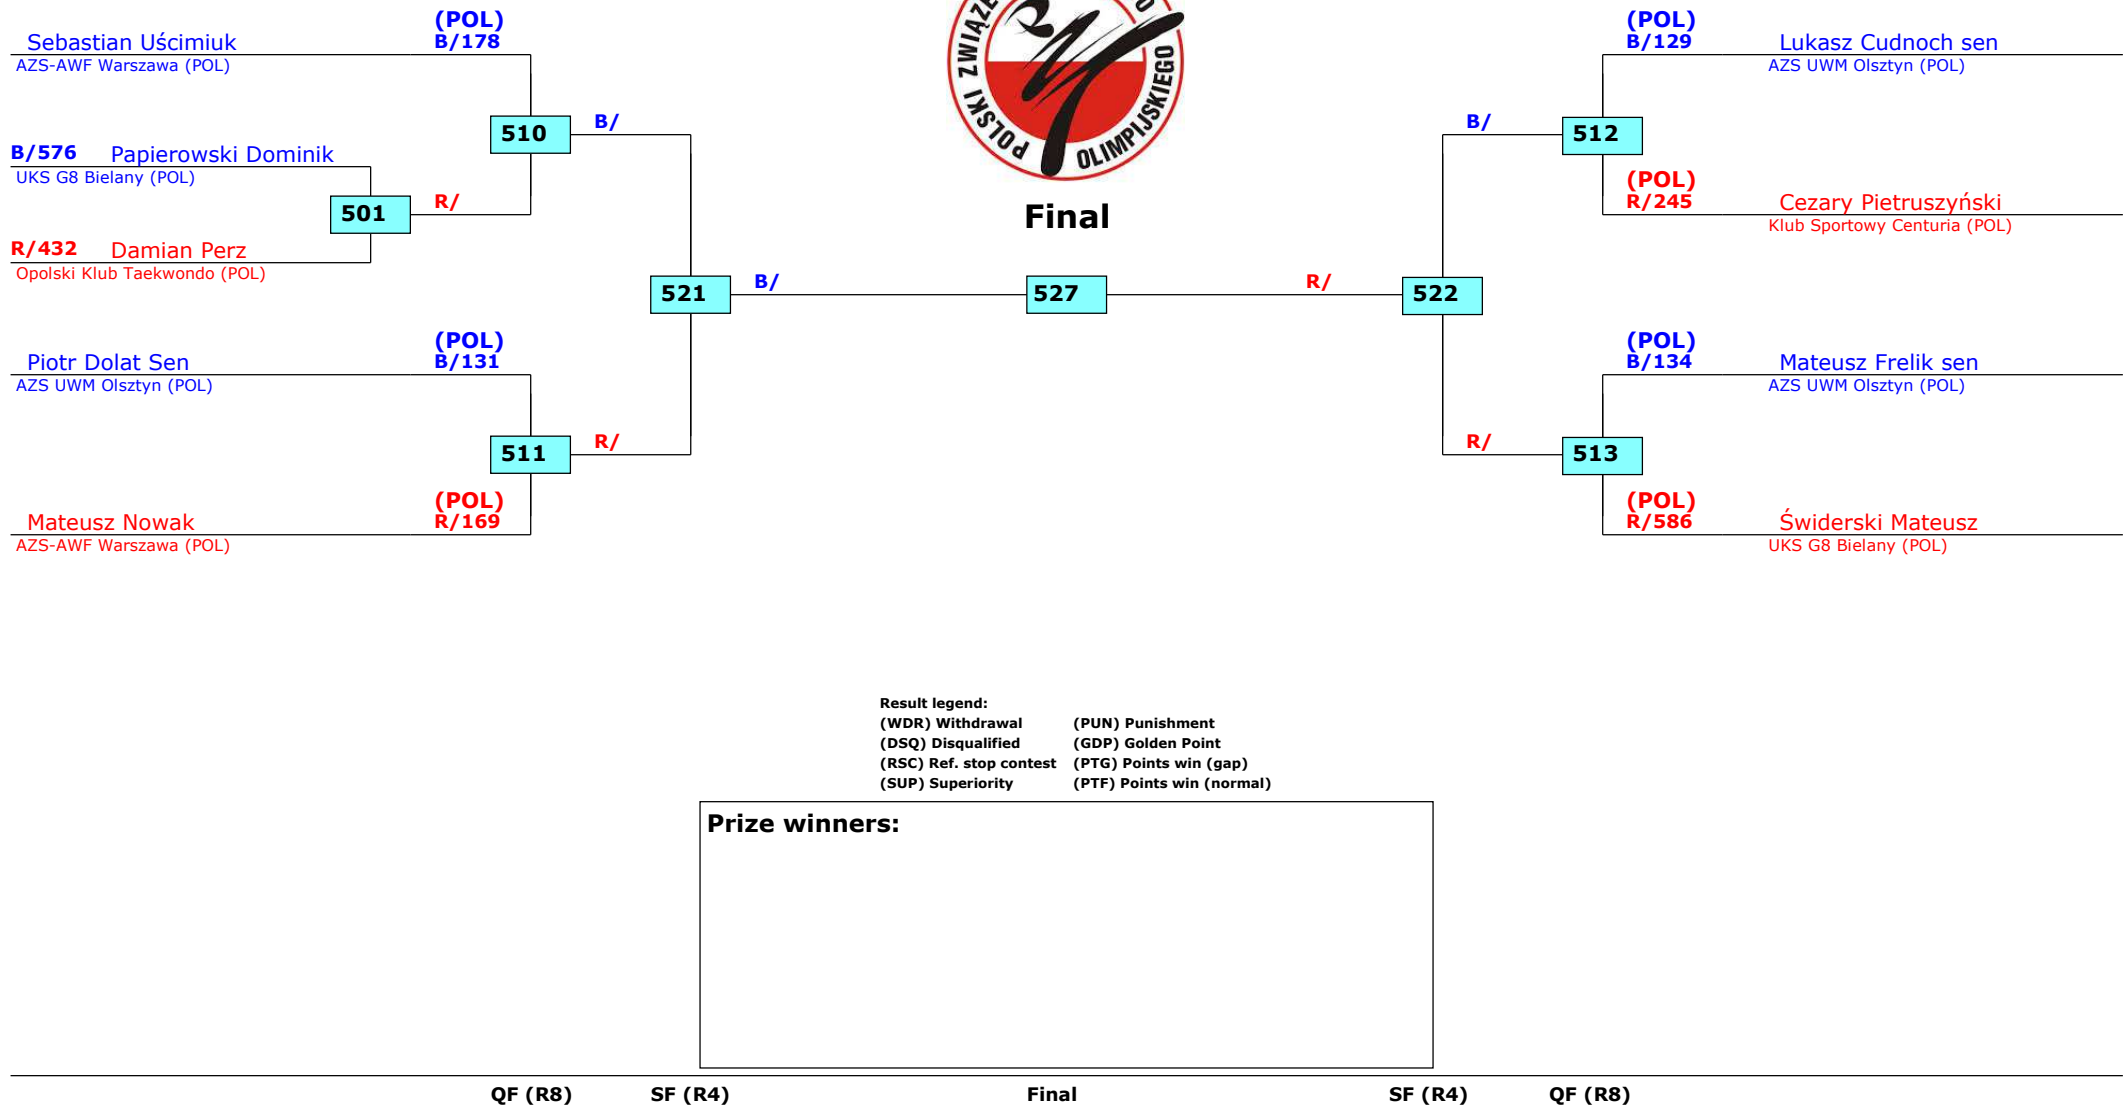 (POL)
Sebastian Uścimiuk B/178
AZS-AWF Warszawa (POL)
510 B/
B/576 Papierowski Dominik
UKS G8 Bielany (POL)
501 R/
R/432 Damian Perz
Opolski Klub Taekwondo (POL)
521 B/
(POL)
Piotr Dolat Sen B/131
AZS UWM Olsztyn (POL)
511 R/
(POL)
Mateusz Nowak R/169
AZS-AWF Warszawa (POL)
POLSKI
OLIMPIJSKIEGO
Final
527
(POL)
B/129 Lukasz Cudnoch sen
AZS UWM Olsztyn (POL)
B/ 512
(POL)
R/245 Cezary Pietruszyński
Klub Sportowy Centuria (POL)
R/ 522
(POL)
B/134 Mateusz Frelik sen
AZS UWM Olsztyn (POL)
R/ 513
(POL)
R/586 Świderski Mateusz
UKS G8 Bielany (POL)
Result legend:
(WDR) Withdrawal (PUN) Punishment
(DSQ) Disqualified (GDP) Golden Point
(RSC) Ref. stop contest (PTG) Points win (gap)
(SUP) Superiority (PTF) Points win (normal)
Prize winners:
QF (R8) SF (R4) Final SF (R4) QF (R8)